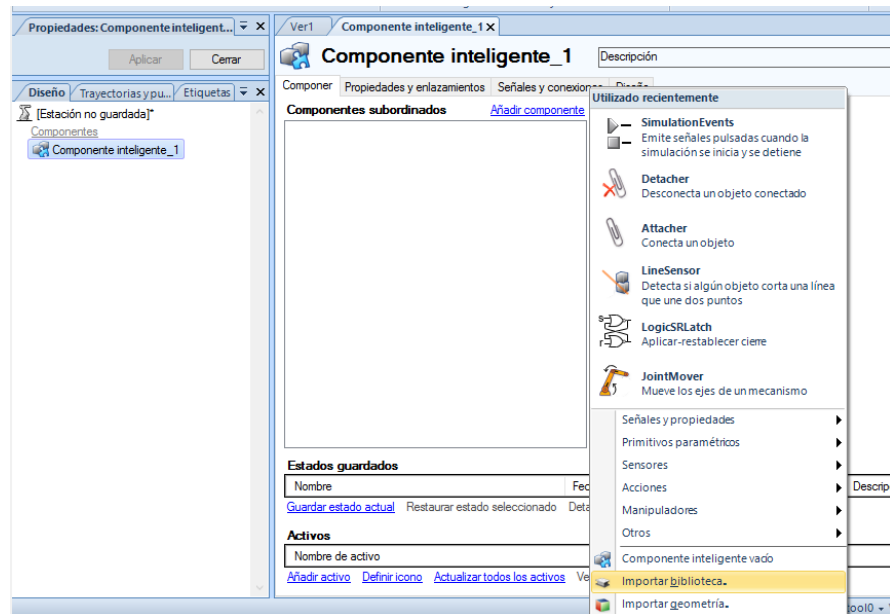 Propiedades: Componente inteligent...
Aplicar
Cerrar
Diseño
Trayectorias y pu...
Etiquetas
[Estación no guardada]*
Componentes
Componente inteligente_1
Ver1
Componente inteligente_1
Componente inteligente_1
Descripción
Componer
Propiedades y enlazamientos
Señales y conexiones
Diseño
Componentes subordinados
Añadir componente
Utilizado recientemente
SimulationEvents
Emite señales pulsadas cuando la
simulación se inicia y se detiene
Detacher
Desconecta un objeto conectado
Attacher
Conecta un objeto
LineSensor
Detecta si algún objeto corta una línea
que une dos puntos
LogicSRLatch
Aplicar-restablecer cierre
JointMover
Mueve los ejes de un mecanismo
Señales y propiedades
Primitivos paramétricos
Sensores
Acciones
Manipuladores
Otros
Componente inteligente vacío
Importar biblioteca.
Importar geometría.
Estados guardados
Nombre
Fec
Descrip
Guardar estado actual
Restaurar estado seleccionado
Deta
Activos
Nombre de activo
Añadir activo
Definir icono
Actualizar todos los activos
Ve
tool0